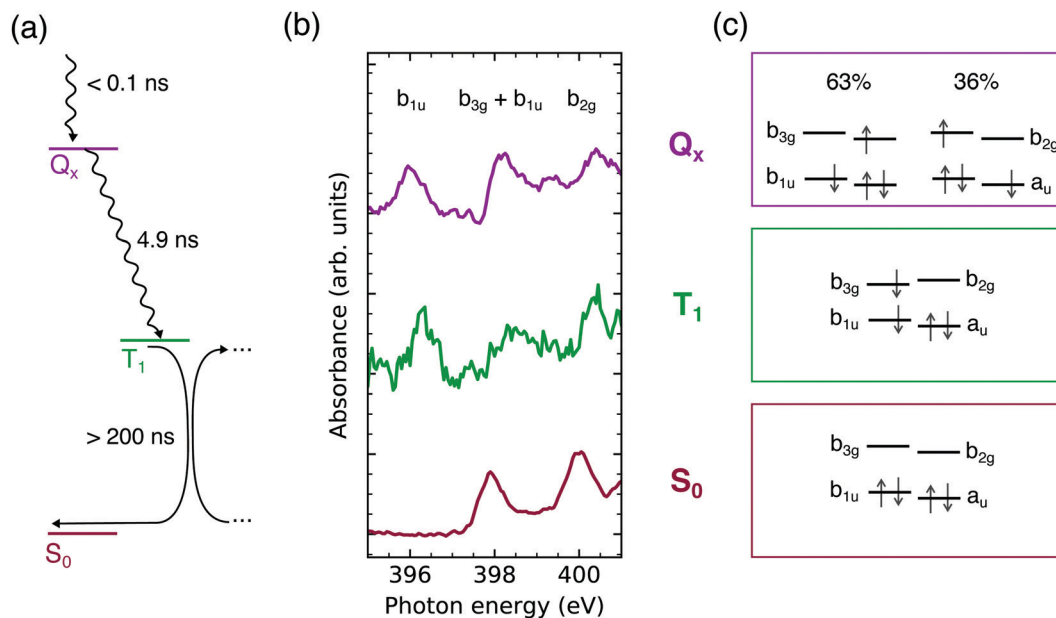 (a)
< 0.1 ns
Qx
4.9 ns
T1
...
> 200 ns
...
S0
(b)
b1u b3g + b1u b2g
Absorbance (arb. units)
396 398 400
Photon energy (eV)
Qx
T1
S0
(c)
63% 36%
b3g b2g
b1u au
b3g b2g
b1u au
b3g b2g
b1u au